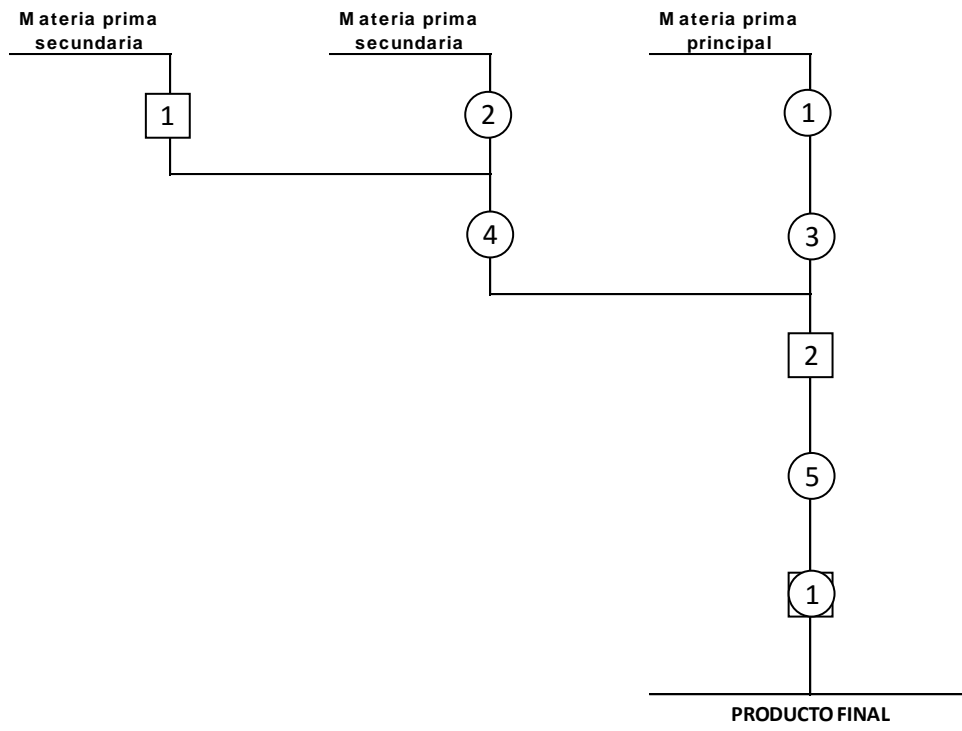 Materia prima
secundaria
Materia prima
secundaria
Materia prima
principal
1
2
1
4
3
2
5
1
PRODUCTO FINAL